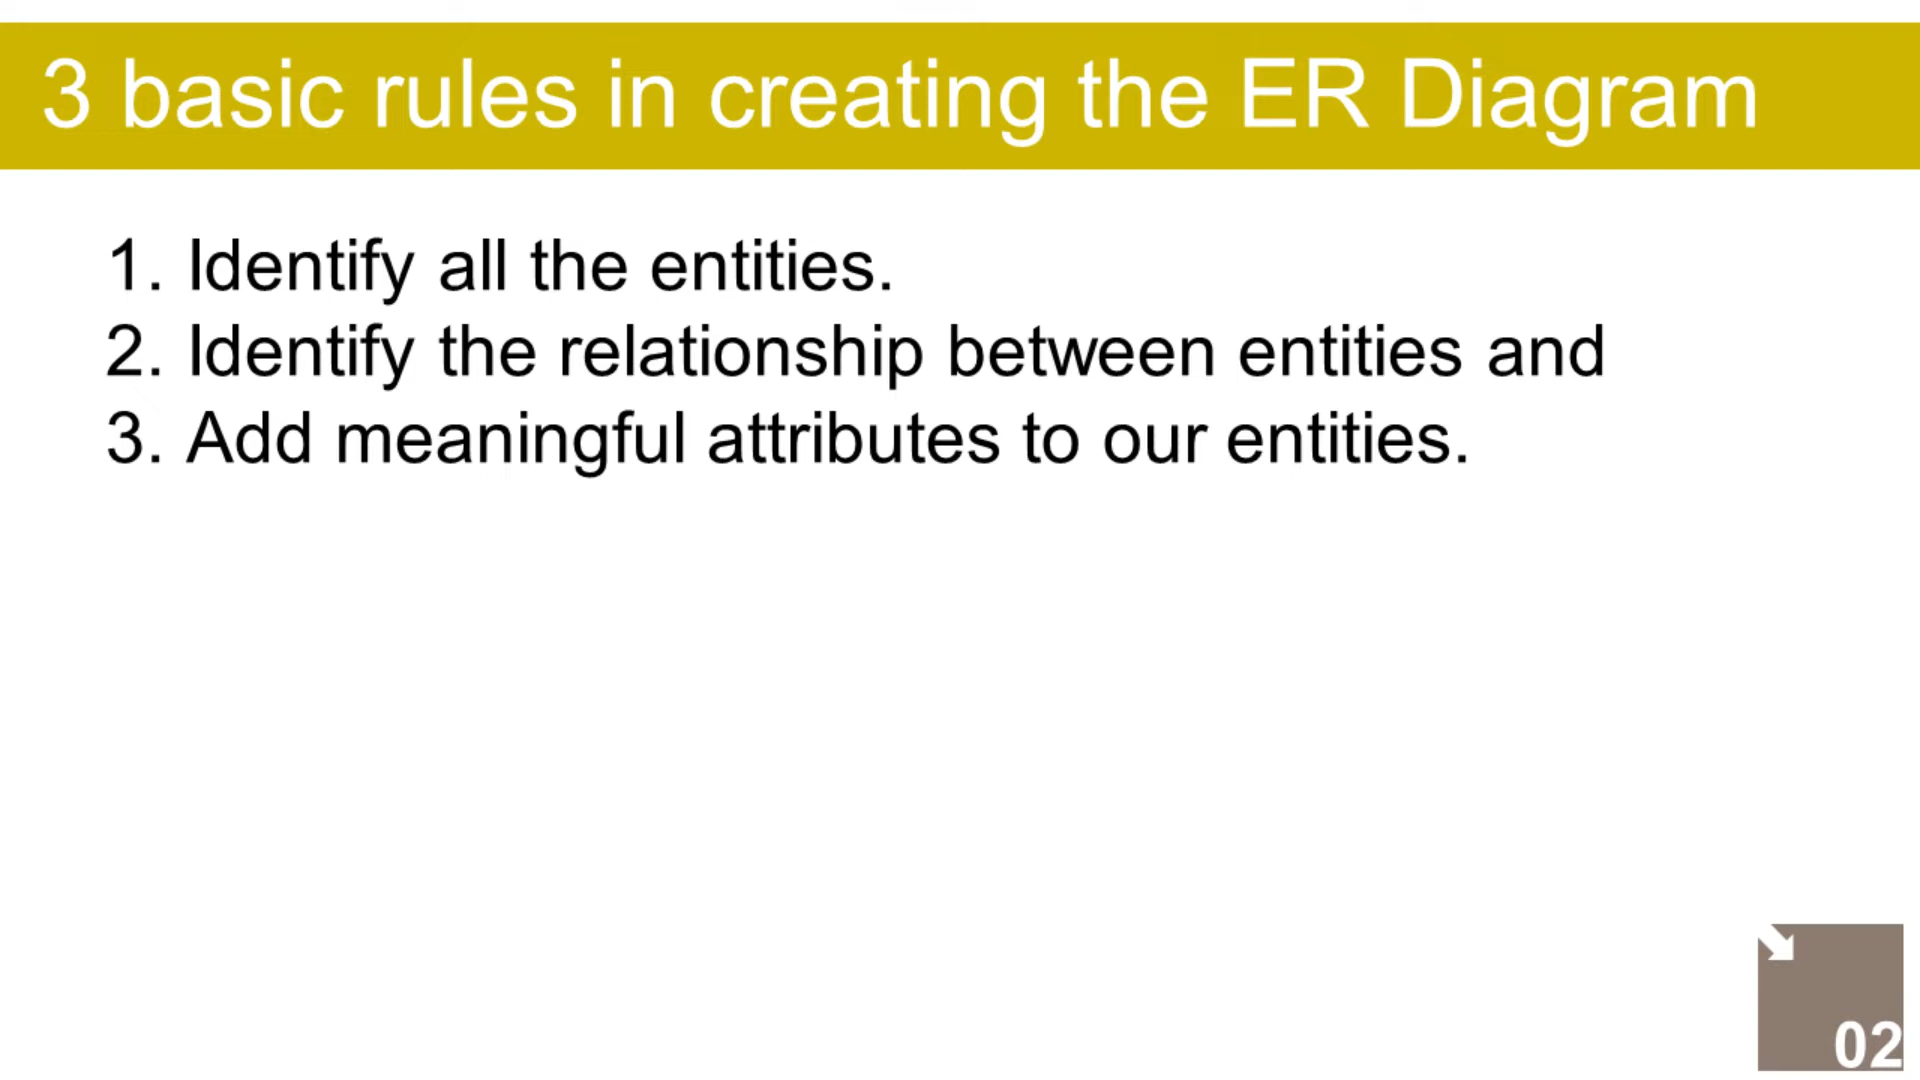 3 basic rules in creating the ER Diagram
1. Identify all the entities.
2. Identify the relationship between entities and
3. Add meaningful attributes to our entities.
02